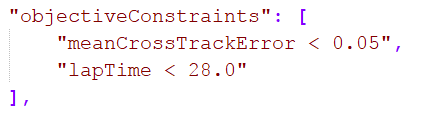 "objectiveConstraints": [
"meanCrossTrackError < 0.05",
"lapTime < 28.0"
],